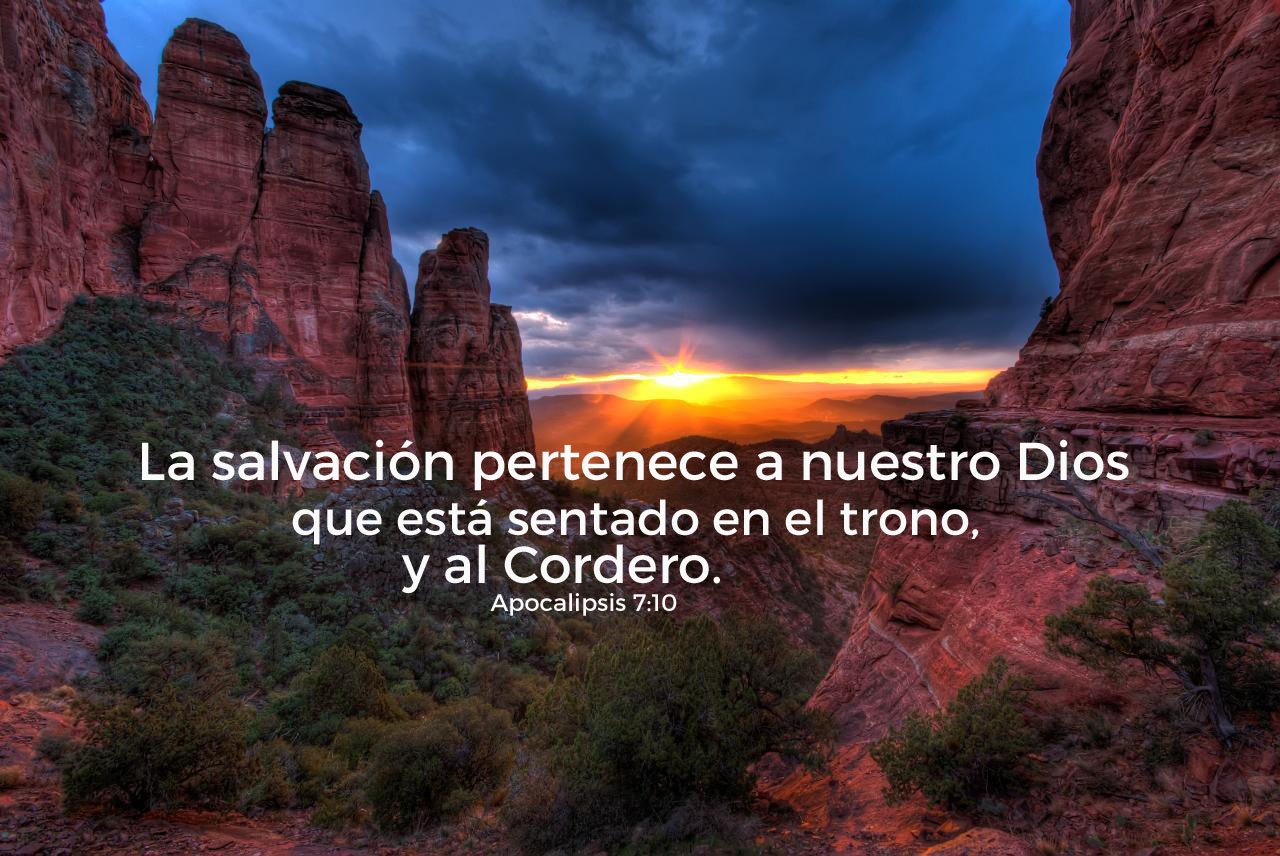 La salvación pertenece a nuestro Dios
que está sentado en el trono,
y al Cordero.
Apocalipsis 7:10